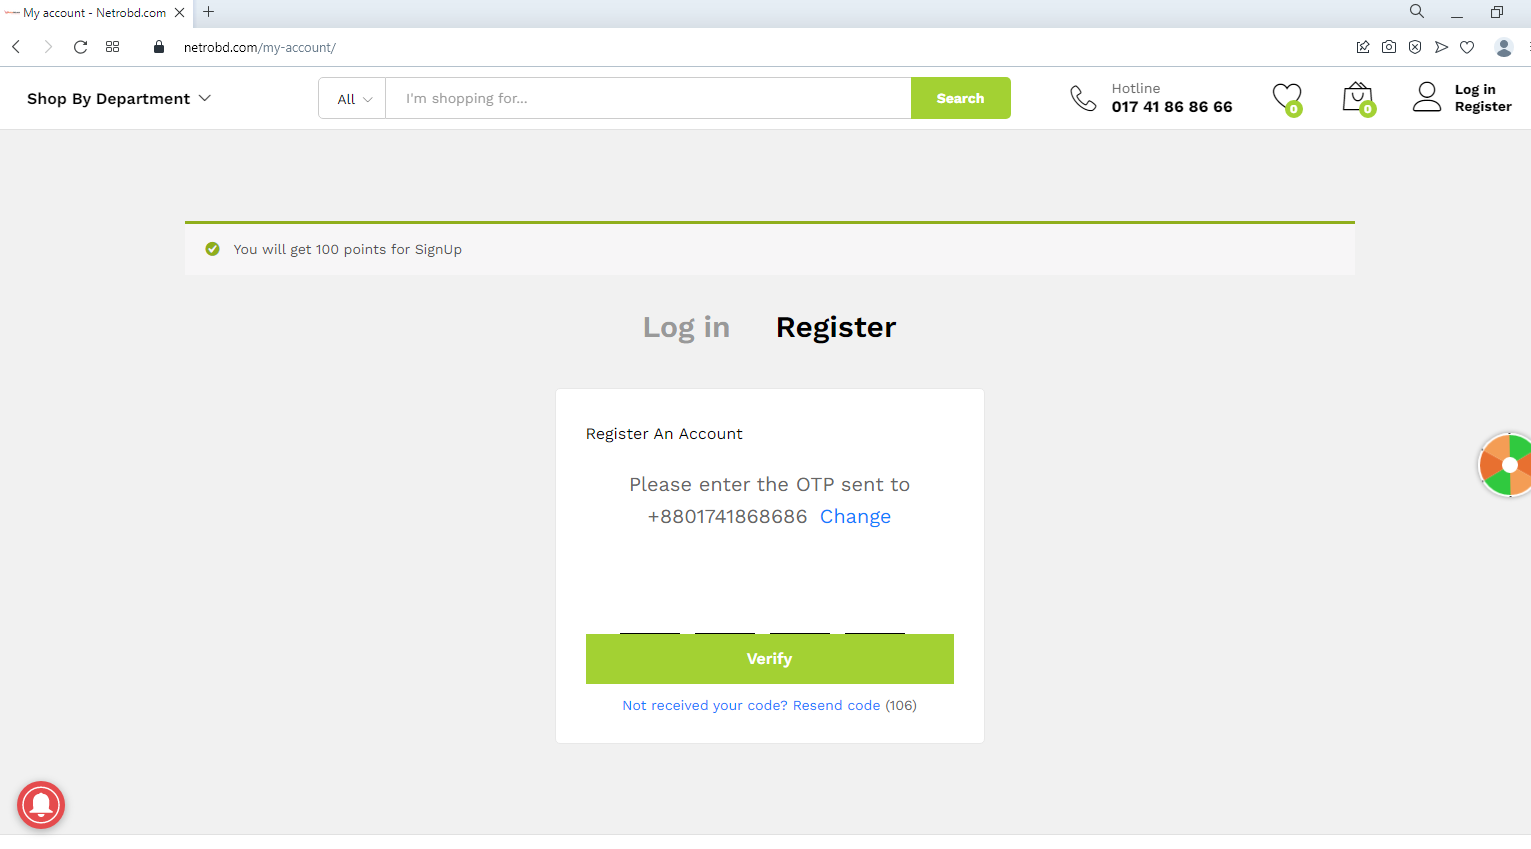 My account - Netrobd.com
netrobd.com/my-account/
Shop By Department
All
I'm shopping for...
Search
Hotline
017 41 86 86 66
0
0
Log in
Register
You will get 100 points for SignUp
Log in Register
Register An Account
Please enter the OTP sent to
+8801741868686 Change
Verify
Not received your code? Resend code (106)